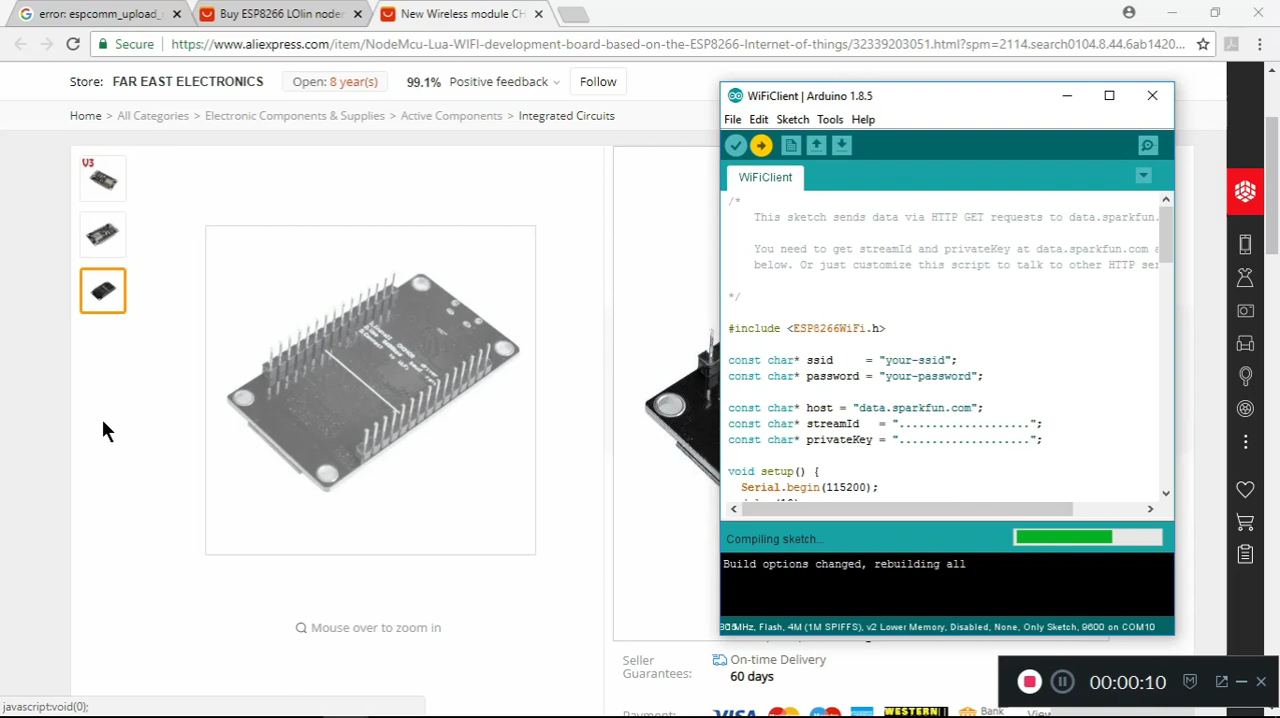 error: espcomm_upload_
Buy ESP8266 LOlin noder
New Wireless module CH
Secure
https://www.aliexpress.com/item/NodeMcu-Lua-WIFI-development-board-based-on-the-ESP8266-Internet-of-things/32339203051.html?spm=2114.search0104.8.44.6ab1420...
Store: FAR EAST ELECTRONICS
Open: 8 year(s)
99.1% Positive feedback
Follow
Home > All Categories > Electronic Components & Supplies > Active Components > Integrated Circuits
V3
Mouse over to zoom in
WiFiClient | Arduino 1.8.5
File Edit Sketch Tools Help
WiFiClient
/*
This sketch sends data via HTTP GET requests to data.sparkfun.
You need to get streamId and privateKey at data.sparkfun.com
below. Or just customize this script to talk to other HTTP ser
*/
#include <ESP8266WiFi.h>
const char* ssid = "your-ssid";
const char* password = "your-password";
const char* host = "data.sparkfun.com";
const char* streamId = "....................";
const char* privateKey = "....................";
void setup() {
Serial.begin(115200);
Compiling sketch...
Build options changed, rebuilding all
MHz, Flash, 4M (1M SPIFFS), v2 Lower Memory, Disabled, None, Only Sketch, 9600 on COM10
Seller
Guarantees:
On-time Delivery
60 days
Payment:
VISA
WESTERN
Bank
View
00:00:10
javascript:void(0);